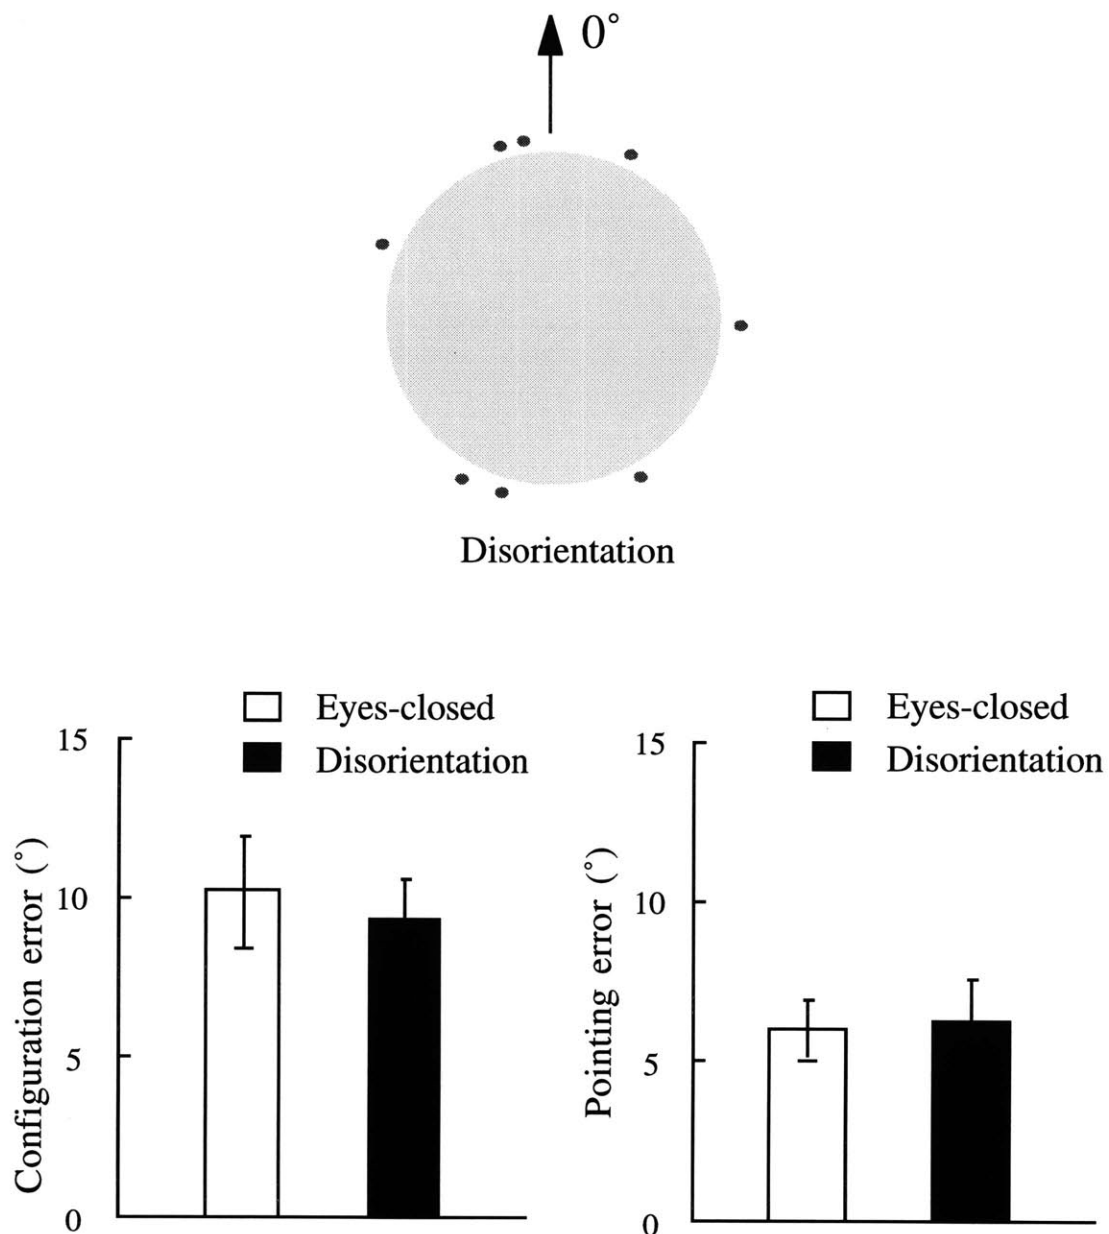 0°
Disorientation
Eyes-closed
Disorientation
15
10
5
0
Configuration error (°)
Eyes-closed
Disorientation
15
10
5
0
Pointing error (°)